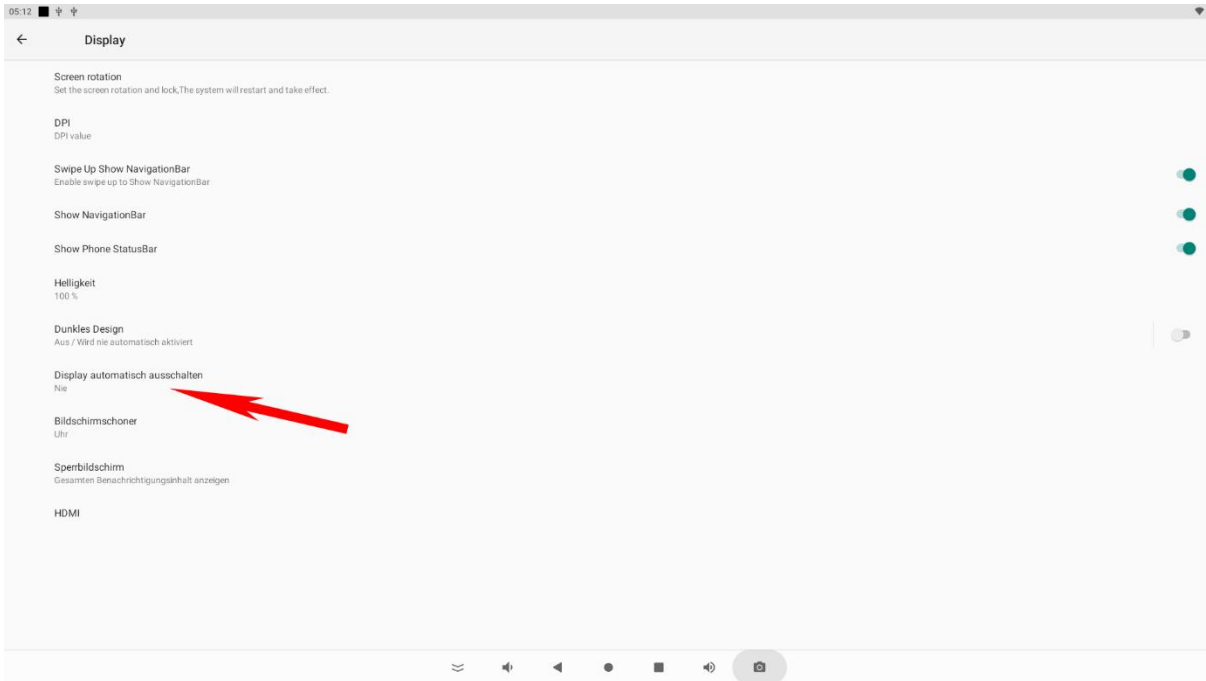 05:12
Display
Screen rotation
Set the screen rotation and lock,The system will restart and take effect.
DPI
DPI value
Swipe Up Show NavigationBar
Enable swipe up to Show NavigationBar
Show NavigationBar
Show Phone StatusBar
Helligkeit
100 %
Dunkles Design
Aus / Wird nie automatisch aktiviert
Display automatisch ausschalten
Nie
Bildschirmschoner
Uhr
Sperrbildschirm
Gesamten Benachrichtigungsinhalt anzeigen
HDMI